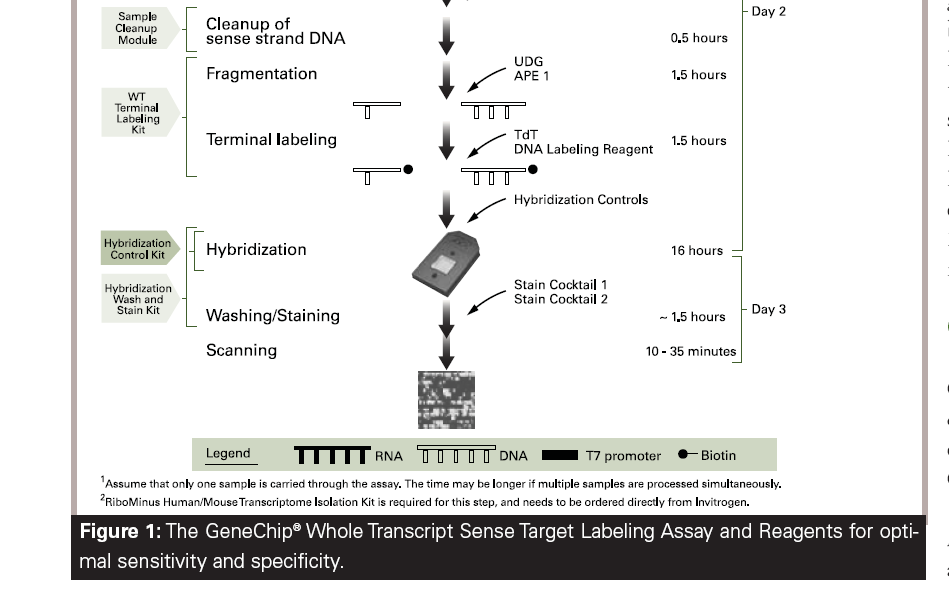 Day 2
Sample
Cleanup
Module
Cleanup of
sense strand DNA
0.5 hours
Fragmentation
UDG
APE 1
1.5 hours
WT
Terminal
Labeling
Kit
Terminal labeling
TdT
DNA Labeling Reagent
1.5 hours
Hybridization Controls
Hybridization
Control Kit
Hybridization
16 hours
Hybridization
Wash and
Stain Kit
Stain Cocktail 1
Stain Cocktail 2
Washing/Staining
~ 1.5 hours
Day 3
Scanning
10 - 35 minutes
Legend
RNA
DNA
T7 promoter
Biotin
1Assume that only one sample is carried through the assay. The time may be longer if multiple samples are processed simultaneously.
2RiboMinus Human/Mouse Transcriptome Isolation Kit is required for this step, and needs to be ordered directly from Invitrogen.
Figure 1: The GeneChip® Whole Transcript Sense Target Labeling Assay and Reagents for opti-
mal sensitivity and specificity.